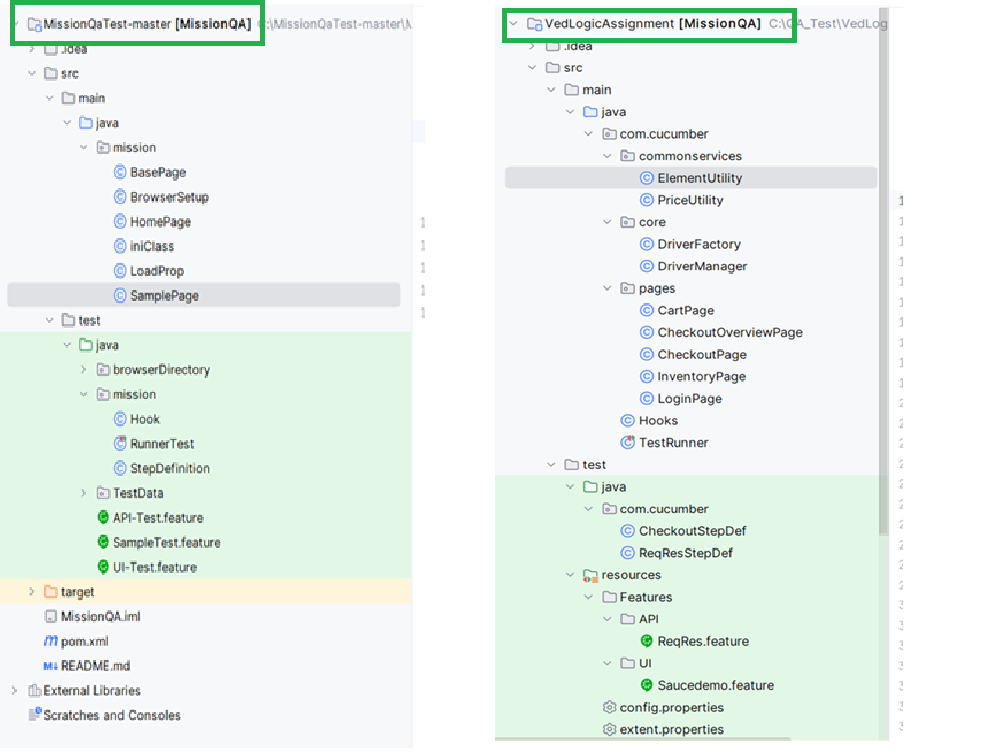 MissionQaTest-master [MissionQA] C:\MissionQaTest-master\M
.idea
src
main
java
mission
BasePage
BrowserSetup
HomePage
iniClass
LoadProp
SamplePage
test
java
browserDirectory
mission
Hook
RunnerTest
StepDefinition
TestData
API-Test.feature
SampleTest.feature
UI-Test.feature
target
MissionQA.iml
pom.xml
README.md
External Libraries
Scratches and Consoles
VedLogicAssignment [MissionQA] C:\QA_Test\VedLog
.idea
src
main
java
com.cucumber
commonservices
ElementUtility
PriceUtility
core
DriverFactory
DriverManager
pages
CartPage
CheckoutOverviewPage
CheckoutPage
InventoryPage
LoginPage
Hooks
TestRunner
test
java
com.cucumber
CheckoutStepDef
ReqResStepDef
resources
Features
API
ReqRes.feature
UI
Saucedemo.feature
config.properties
extent.properties